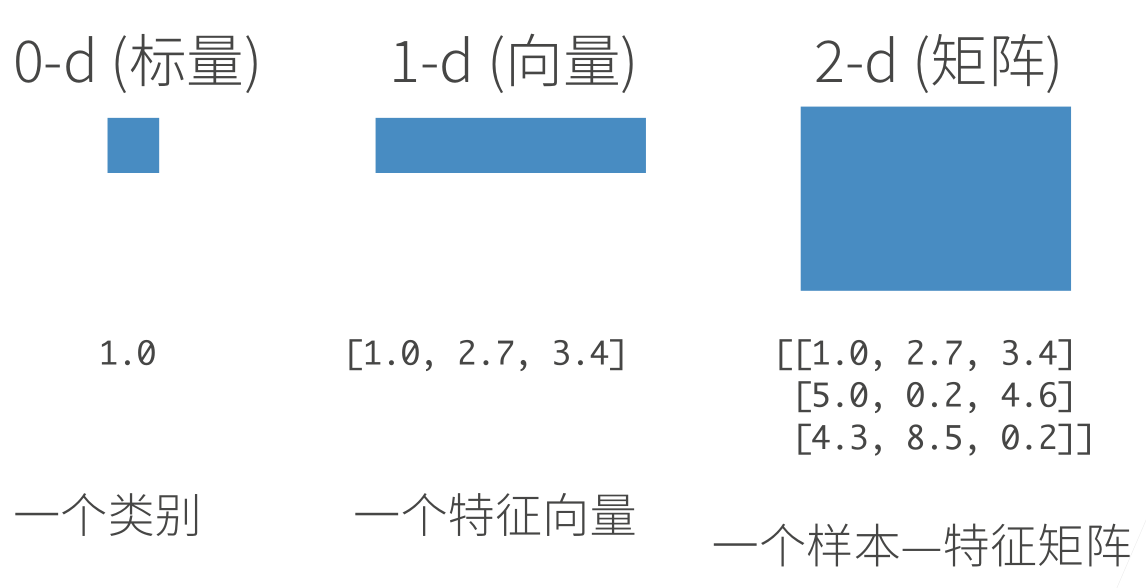 0-d (标量)
1-d (向量)
2-d (矩阵)
1.0
[1.0, 2.7, 3.4]
[[1.0, 2.7, 3.4]
[5.0, 0.2, 4.6]
[4.3, 8.5, 0.2]]
一个类别
一个特征向量
一个样本—特征矩阵